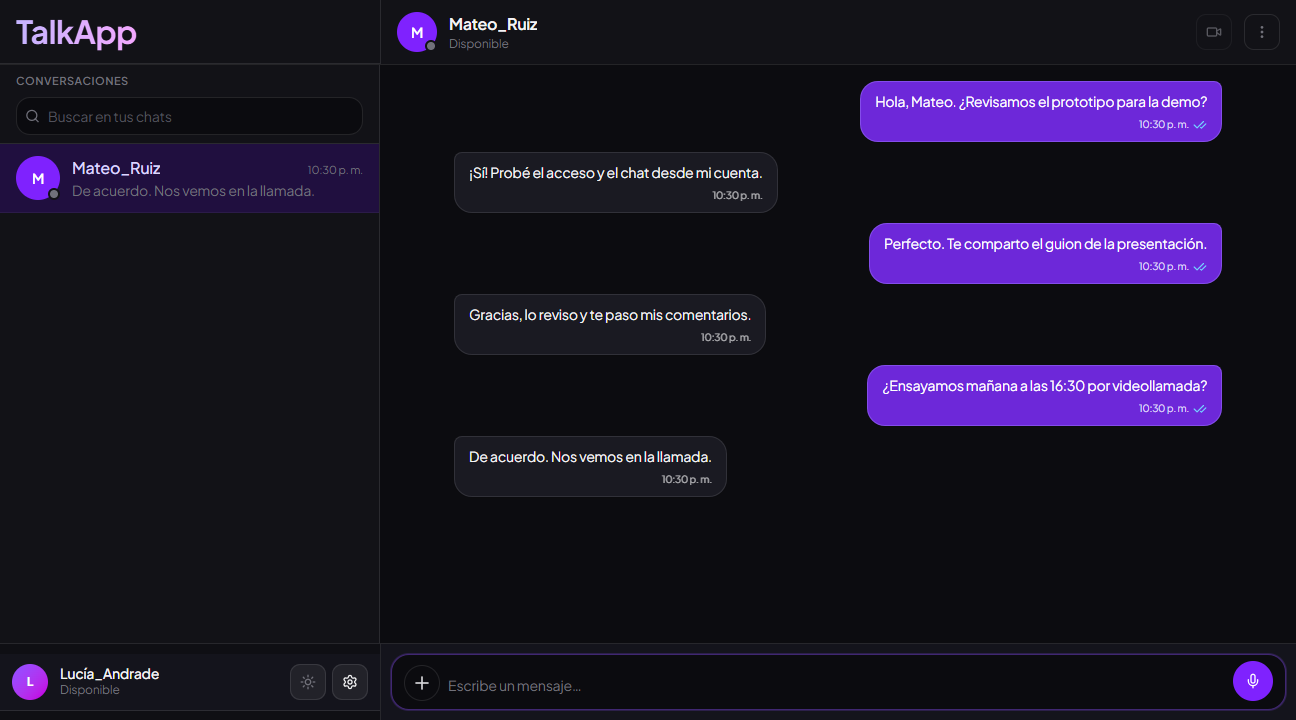 TalkApp
CONVERSACIONES
Buscar en tus chats
M
Mateo_Ruiz
10:30 p. m.
De acuerdo. Nos vemos en la llamada.
L
Lucía_Andrade
Disponible
M
Mateo_Ruiz
Disponible
Hola, Mateo. ¿Revisamos el prototipo para la demo?
10:30 p. m.
¡Sí! Probé el acceso y el chat desde mi cuenta.
10:30 p. m.
Perfecto. Te comparto el guion de la presentación.
10:30 p. m.
Gracias, lo reviso y te paso mis comentarios.
10:30 p. m.
¿Ensayamos mañana a las 16:30 por videollamada?
10:30 p. m.
De acuerdo. Nos vemos en la llamada.
10:30 p. m.
Escribe un mensaje...